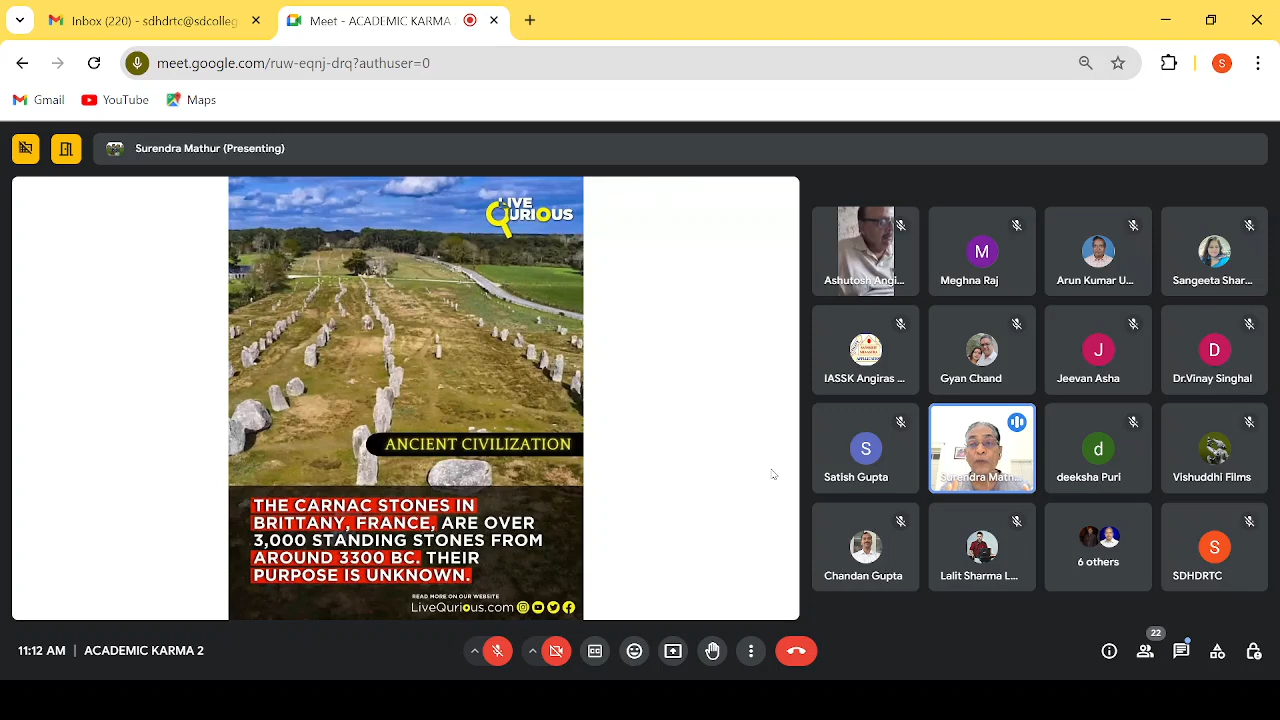 Inbox (220) - sdhdrtc@sdcolleg
Meet - ACADEMIC KARMA
meet.google.com/ruw-eqnj-drq?authuser=0
S
Gmail
YouTube
Maps
Surendra Mathur (Presenting)
LIVE
QURIOUS
ANCIENT CIVILIZATION
THE CARNAC STONES IN
BRITTANY, FRANCE, ARE OVER
3,000 STANDING STONES FROM
AROUND 3300 BC. THEIR
PURPOSE IS UNKNOWN.
READ MORE ON OUR WEBSITE
LiveQurious.com
Ashutosh Angi...
M
Meghna Raj
Arun Kumar U...
Sangeeta Shar...
IASSK Angiras ...
Gyan Chand
J
Jeevan Asha
D
Dr.Vinay Singhal
S
Satish Gupta
Surendra Math...
d
deeksha Puri
Vishuddhi Films
Chandan Gupta
Lalit Sharma L...
6 others
S
SDHDRTC
11:12 AM | ACADEMIC KARMA 2
22